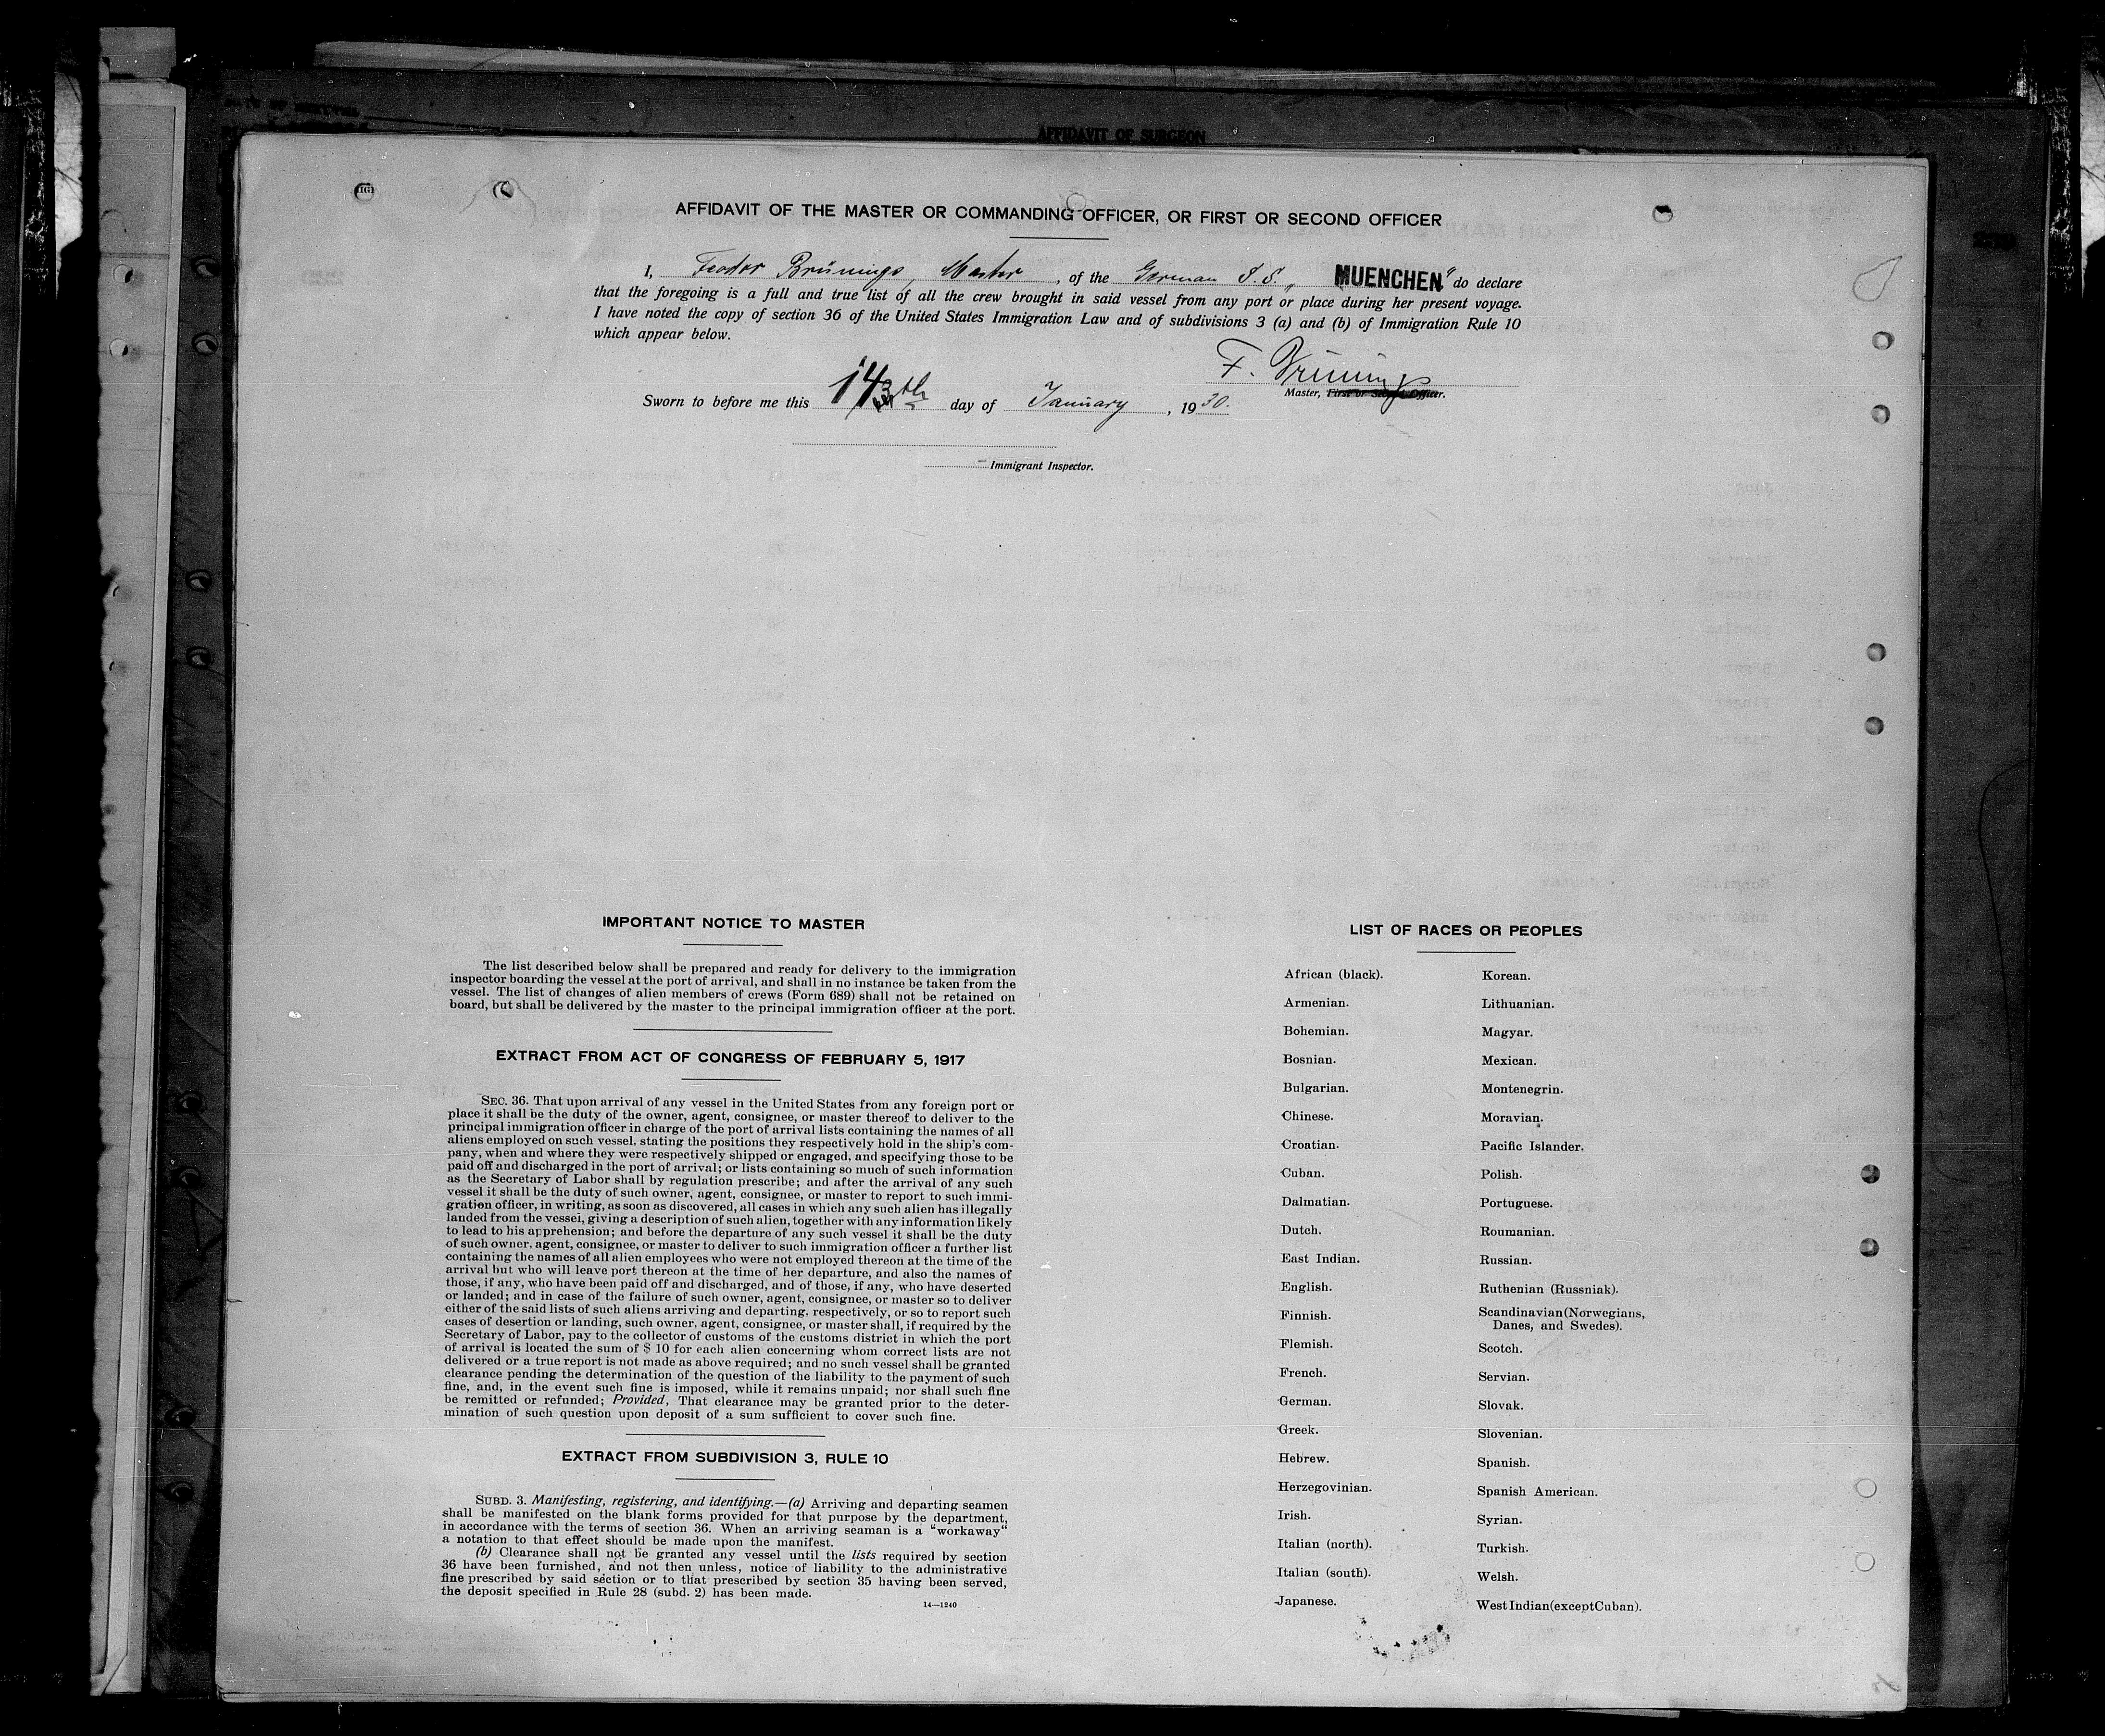 AFFIDAVIT OF SURGEON
AFFIDAVIT OF THE MASTER OR COMMANDING OFFICER, OR FIRST OR SECOND OFFICER
I, Feodor Brünings, Master, of the German S.S. „MUENCHEN" do declare
that the foregoing is a full and true list of all the crew brought in said vessel from any port or place during her present voyage.
I have noted the copy of section 36 of the United States Immigration Law and of subdivisions 3 (a) and (b) of Immigration Rule 10
which appear below.
F. Brünings
Master, First or Second Officer.
Sworn to before me this 14th day of January, 1930.
Immigrant Inspector.
IMPORTANT NOTICE TO MASTER
The list described below shall be prepared and ready for delivery to the immigration
inspector boarding the vessel at the port of arrival, and shall in no instance be taken from the
vessel. The list of changes of alien members of crews (Form 689) shall not be retained on
board, but shall be delivered by the master to the principal immigration officer at the port.
EXTRACT FROM ACT OF CONGRESS OF FEBRUARY 5, 1917
SEC. 36. That upon arrival of any vessel in the United States from any foreign port or
place it shall be the duty of the owner, agent, consignee, or master thereof to deliver to the
principal immigration officer in charge of the port of arrival lists containing the names of all
aliens employed on such vessel, stating the positions they respectively hold in the ship's com-
pany, when and where they were respectively shipped or engaged, and specifying those to be
paid off and discharged in the port of arrival; or lists containing so much of such information
as the Secretary of Labor shall by regulation prescribe; and after the arrival of any such
vessel it shall be the duty of such owner, agent, consignee, or master to report to such immi-
gration officer, in writing, as soon as discovered, all cases in which any such alien has illegally
landed from the vessel, giving a description of such alien, together with any information likely
to lead to his apprehension; and before the departure of any such vessel it shall be the duty
of such owner, agent, consignee, or master to deliver to such immigration officer a further list
containing the names of all alien employees who were not employed thereon at the time of the
arrival but who will leave port thereon at the time of her departure, and also the names of
those, if any, who have been paid off and discharged, and of those, if any, who have deserted
or landed; and in case of the failure of such owner, agent, consignee, or master so to deliver
either of the said lists of such aliens arriving and departing, respectively, or so to report such
cases of desertion or landing, such owner, agent, consignee, or master shall, if required by the
Secretary of Labor, pay to the collector of customs of the customs district in which the port
of arrival is located the sum of $ 10 for each alien concerning whom correct lists are not
delivered or a true report is not made as above required; and no such vessel shall be granted
clearance pending the determination of the question of the liability to the payment of such
fine, and, in the event such fine is imposed, while it remains unpaid; nor shall such fine
be remitted or refunded; Provided, That clearance may be granted prior to the deter-
mination of such question upon deposit of a sum sufficient to cover such fine.
EXTRACT FROM SUBDIVISION 3, RULE 10
SUBD. 3. Manifesting, registering, and identifying.—(a) Arriving and departing seamen
shall be manifested on the blank forms provided for that purpose by the department,
in accordance with the terms of section 36. When an arriving seaman is a "workaway"
a notation to that effect should be made upon the manifest.
(b) Clearance shall not be granted any vessel until the lists required by section
36 have been furnished, and not then unless, notice of liability to the administrative
fine prescribed by said section or to that prescribed by section 35 having been served,
the deposit specified in Rule 28 (subd. 2) has been made.
14—1240
LIST OF RACES OR PEOPLES
African (black).
Armenian.
Bohemian.
Bosnian.
Bulgarian.
Chinese.
Croatian.
Cuban.
Dalmatian.
Dutch.
East Indian.
English.
Finnish.
Flemish.
French.
German.
Greek.
Hebrew.
Herzegovinian.
Irish.
Italian (north).
Italian (south).
Japanese.
Korean.
Lithuanian.
Magyar.
Mexican.
Montenegrin.
Moravian.
Pacific Islander.
Polish.
Portuguese.
Roumanian.
Russian.
Ruthenian (Russniak).
Scandinavian (Norwegians,
Danes, and Swedes).
Scotch.
Servian.
Slovak.
Slovenian.
Spanish.
Spanish American.
Syrian.
Turkish.
Welsh.
West Indian (except Cuban).